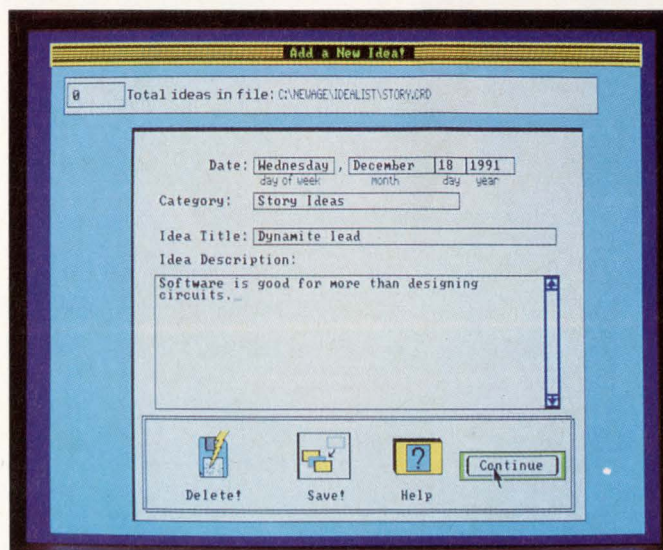 Add a New Idea!
0 Total ideas in file: C:\NEWAGE\IDEALIST\STORY.CRD
Date: Wednesday , December 18 1991
day of week month day year
Category: Story Ideas
Idea Title: Dynamite lead
Idea Description:
Software is good for more than designing
circuits._
?
Delete! Save! Help Continue